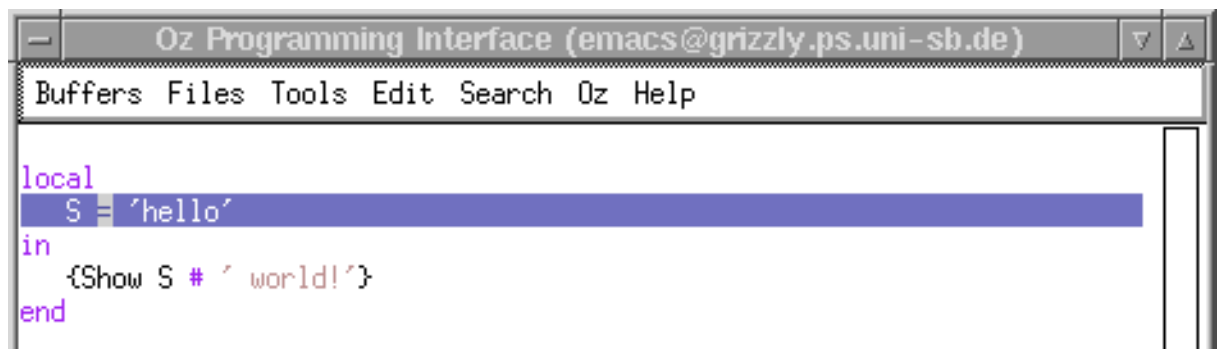 Oz Programming Interface (emacs@grizzly.ps.uni-sb.de)
Buffers Files Tools Edit Search Oz Help
local
   S = 'hello'
in
   {Show S # ' world!'}
end